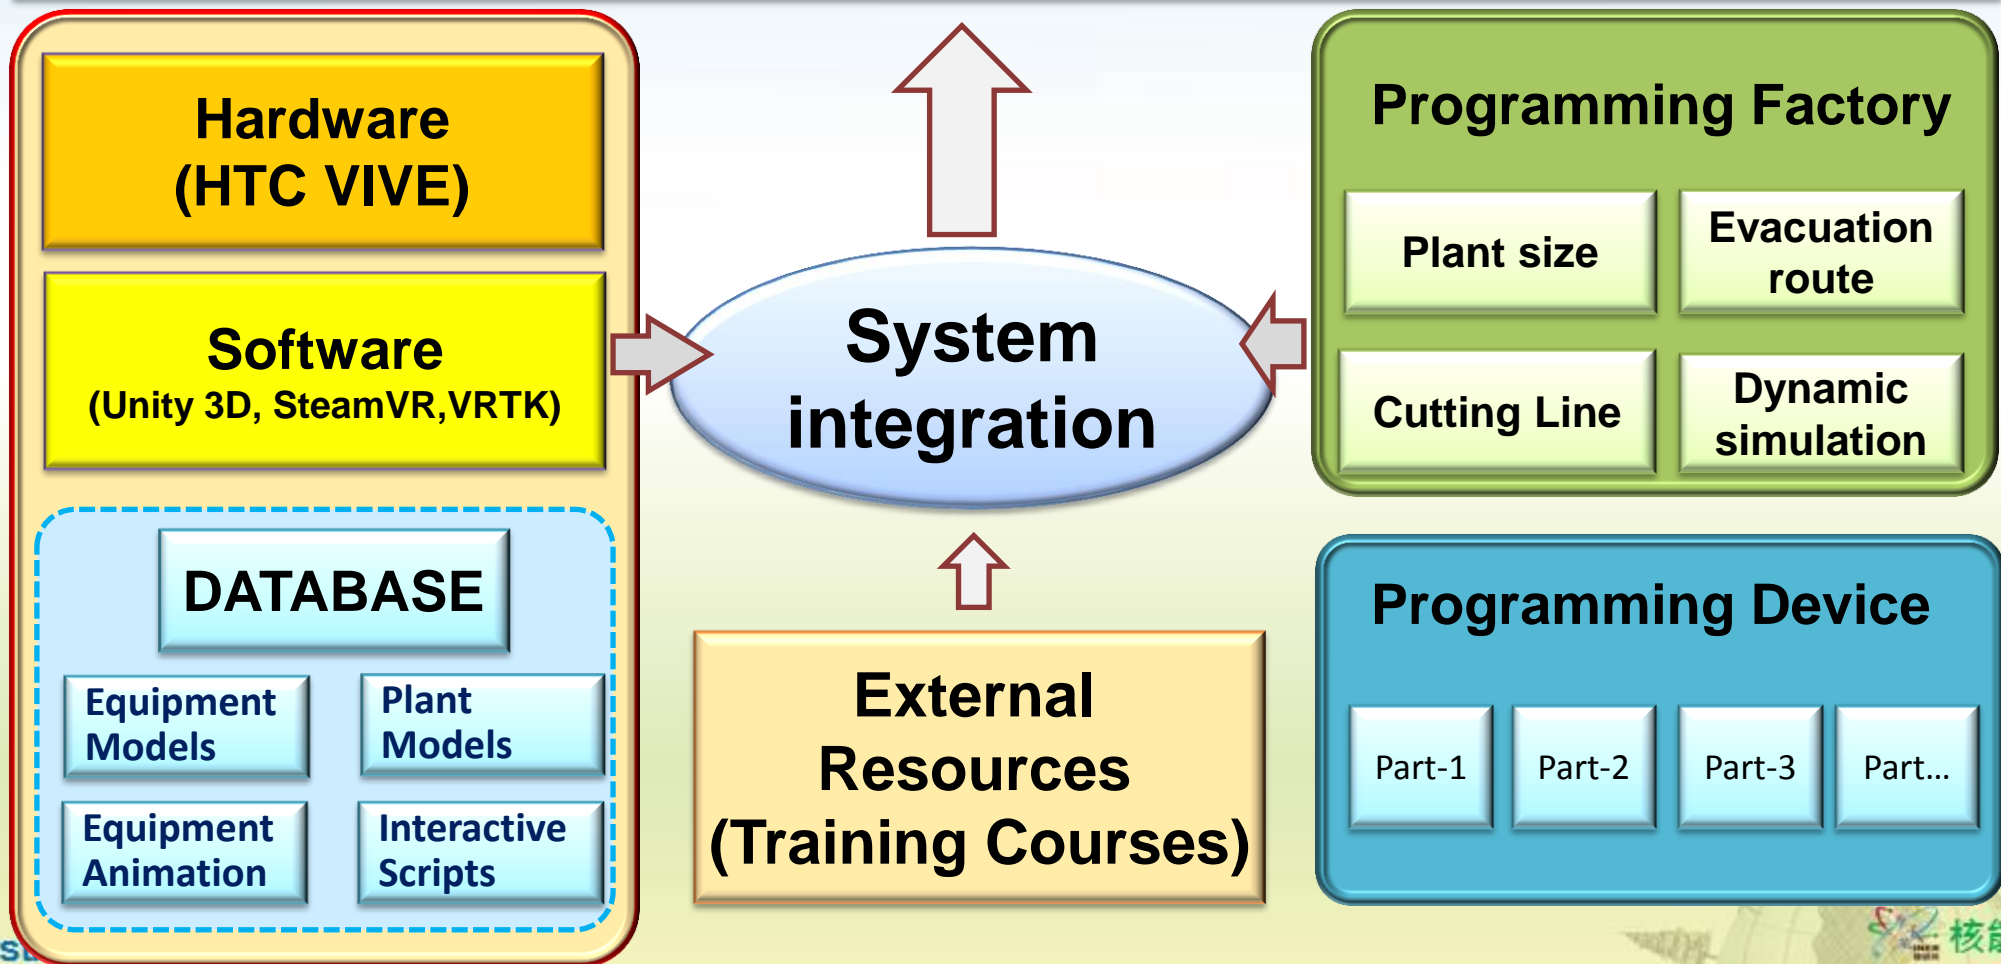 Hardware
(HTC VIVE)
Software
(Unity 3D, SteamVR,VRTK)
DATABASE
Equipment
Models
Plant
Models
Equipment
Animation
Interactive
Scripts
System
integration
External
Resources
(Training Courses)
Programming Factory
Plant size
Evacuation
route
Cutting Line
Dynamic
simulation
Programming Device
Part-1
Part-2
Part-3
Part...
INER
核能